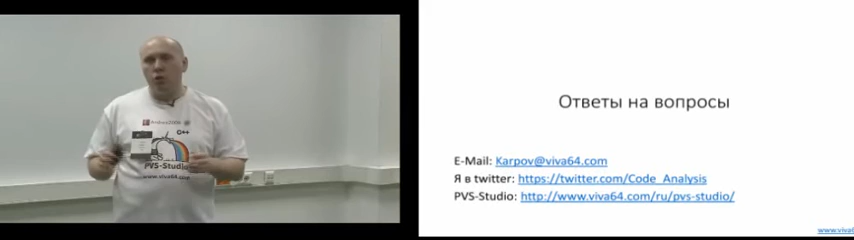 C++
PVS-Studio
www.viva64.com
Ответы на вопросы
E-Mail: Karpov@viva64.com
Я в twitter: https://twitter.com/Code_Analysis
PVS-Studio: http://www.viva64.com/ru/pvs-studio/